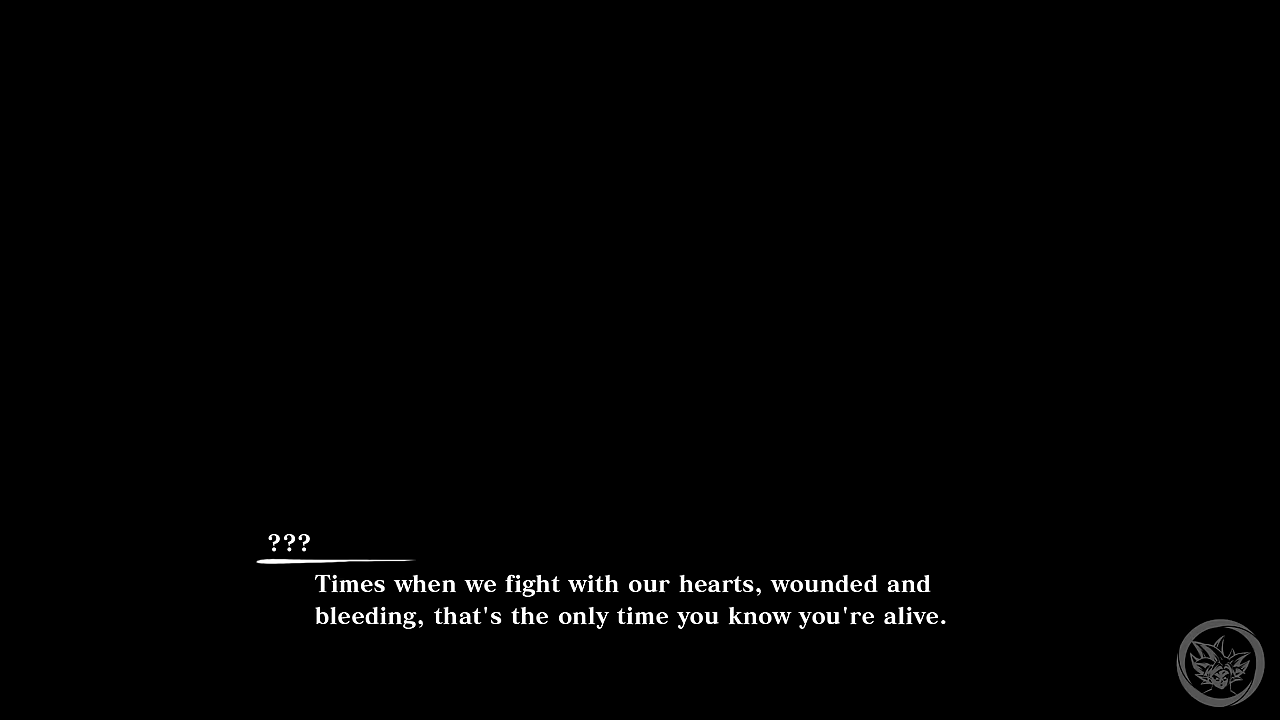 ???
Times when we fight with our hearts, wounded and
bleeding, that's the only time you know you're alive.